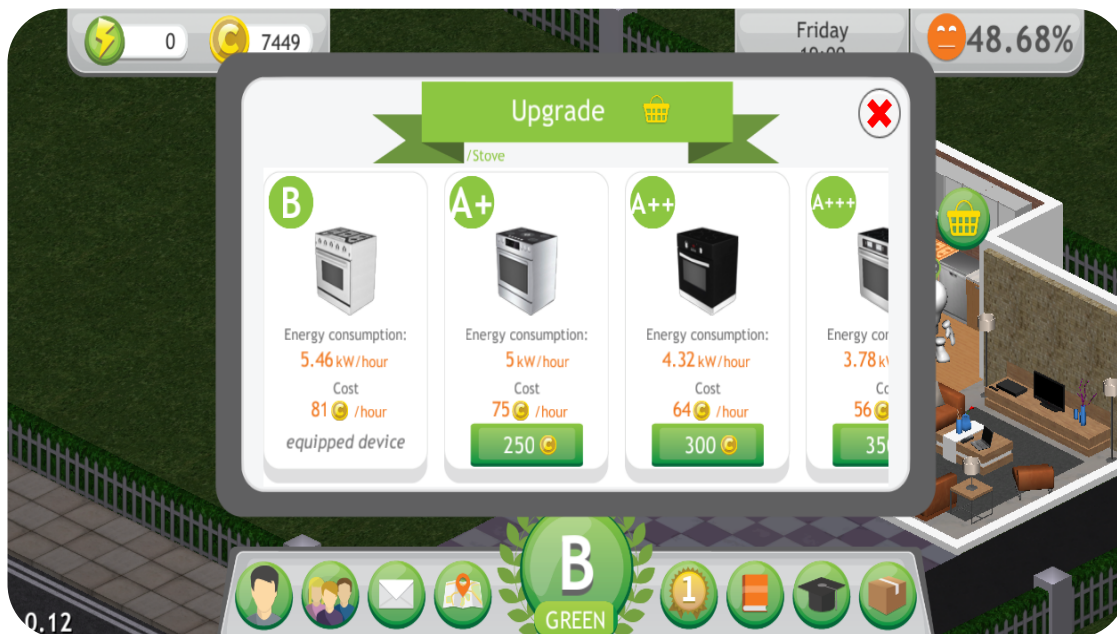 0
C
7449
Friday
48.68%
Upgrade
/Stove
B
A+
A++
A+++
Energy consumption:
Energy consumption:
Energy consumption:
Energy
5.46 kW/hour
5 kW/hour
4.32 kW/hour
3.78
Cost
Cost
Cost
81 C /hour
75 C /hour
64 C /hour
56 C
equipped device
250 C
300 C
35
B
GREEN
1
0.12